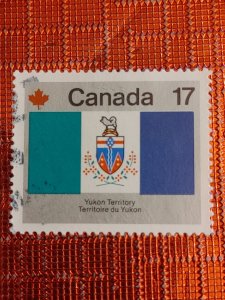 Canada 17
Yukon Territory
Territoire du Yukon